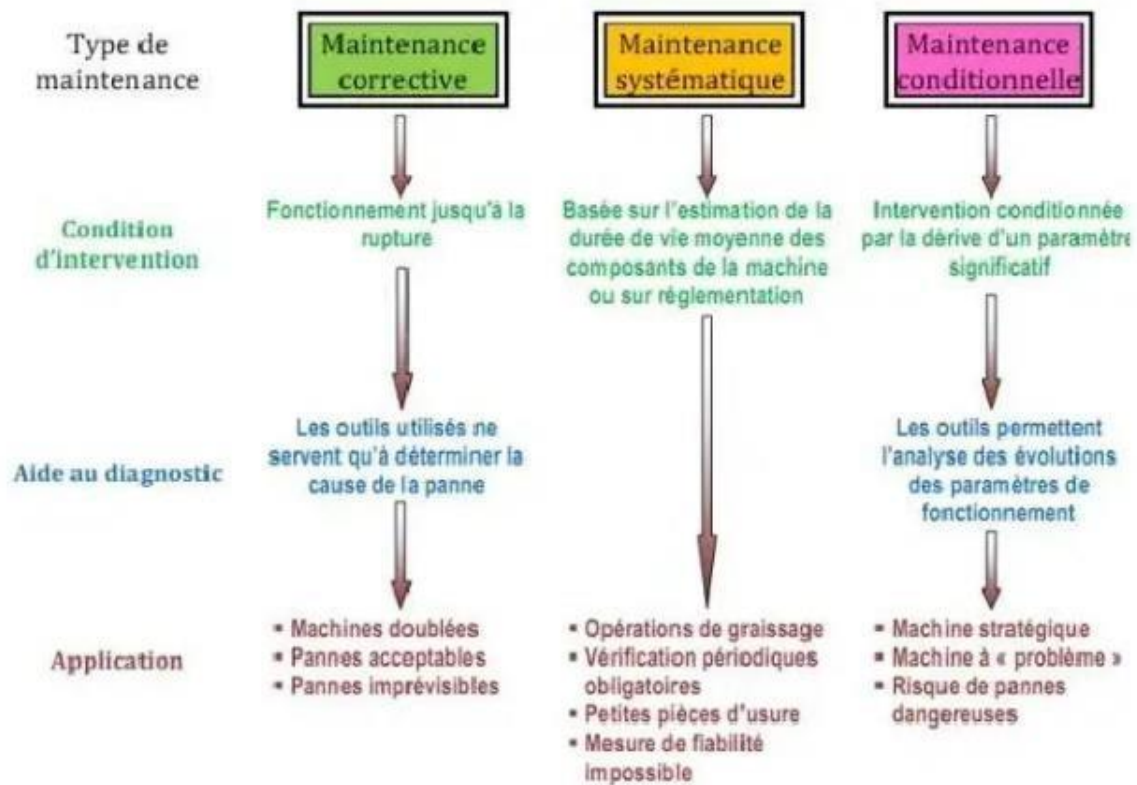 Type de
maintenance
Maintenance
corrective
Maintenance
systématique
Maintenance
conditionnelle
Condition
d'intervention
Fonctionnement jusqu'à la
rupture
Basée sur l'estimation de la
durée de vie moyenne des
composants de la machine
ou sur réglementation
Intervention conditionnée
par la dérive d'un paramètre
significatif
Aide au diagnostic
Les outils utilisés ne
servent qu'à déterminer la
cause de la panne
Les outils permettent
l'analyse des évolutions
des paramètres de
fonctionnement
Application
▪ Machines doublées
▪ Pannes acceptables
▪ Pannes imprévisibles
▪ Opérations de graissage
▪ Vérification périodiques
obligatoires
▪ Petites pièces d'usure
▪ Mesure de fiabilité
impossible
▪ Machine stratégique
▪ Machine à « problème »
▪ Risque de pannes
dangereuses